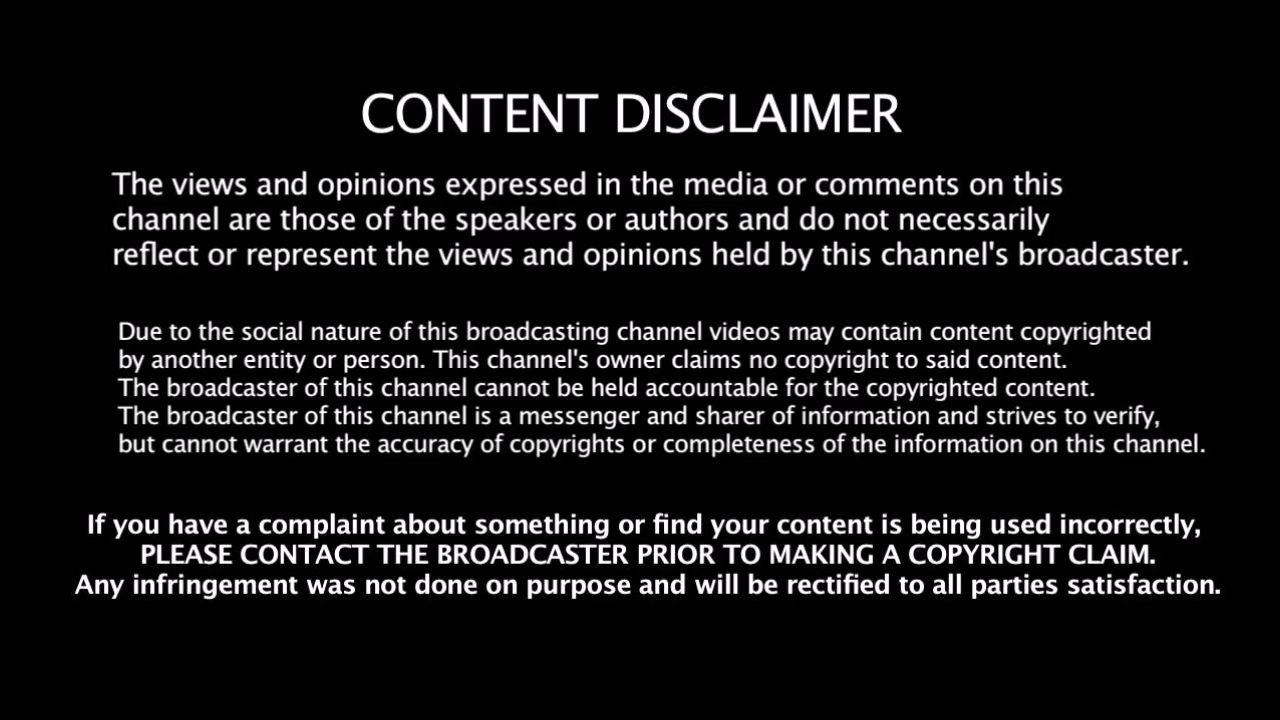 CONTENT DISCLAIMER
The views and opinions expressed in the media or comments on this
channel are those of the speakers or authors and do not necessarily
reflect or represent the views and opinions held by this channel's broadcaster.
Due to the social nature of this broadcasting channel videos may contain content copyrighted
by another entity or person. This channel's owner claims no copyright to said content.
The broadcaster of this channel cannot be held accountable for the copyrighted content.
The broadcaster of this channel is a messenger and sharer of information and strives to verify,
but cannot warrant the accuracy of copyrights or completeness of the information on this channel.
If you have a complaint about something or find your content is being used incorrectly,
PLEASE CONTACT THE BROADCASTER PRIOR TO MAKING A COPYRIGHT CLAIM.
Any infringement was not done on purpose and will be rectified to all parties satisfaction.